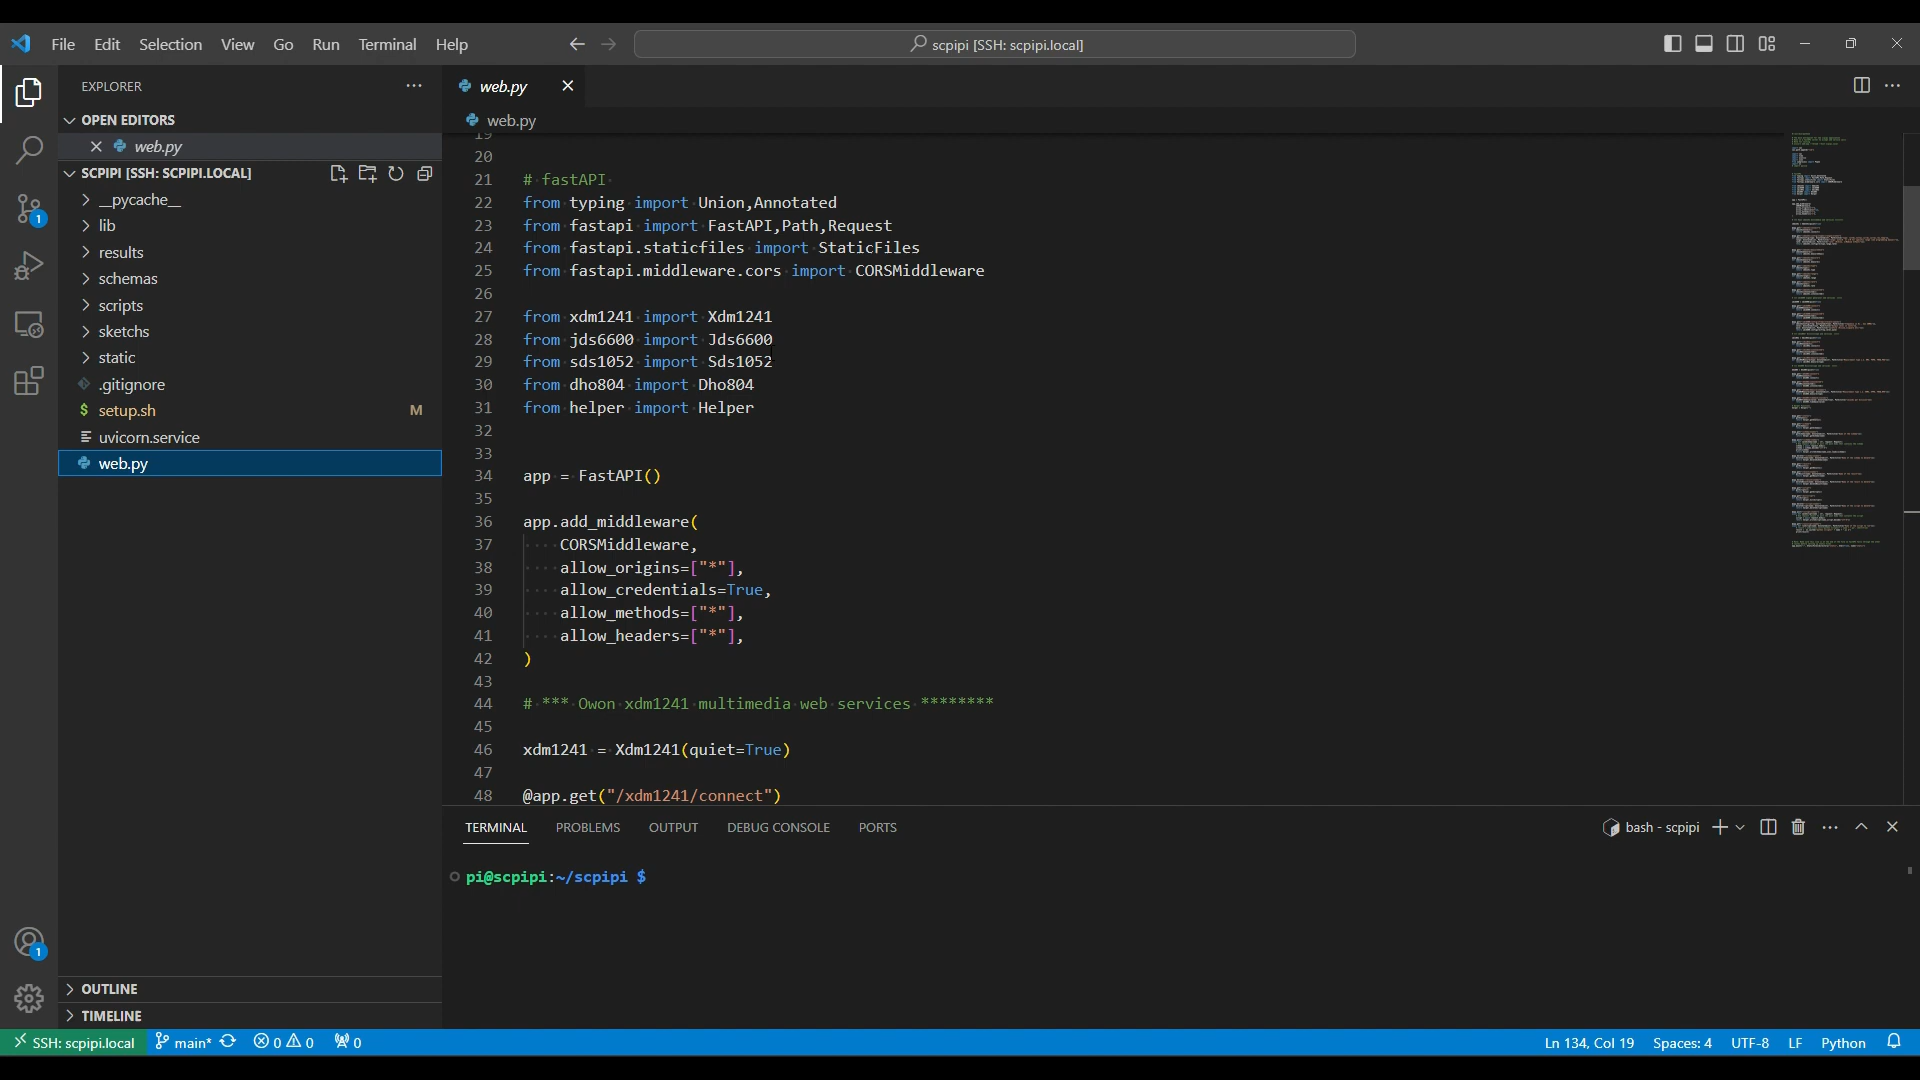 File Edit Selection View Go Run Terminal Help
scpipi [SSH: scpipi.local]
EXPLORER
web.py
OPEN EDITORS
web.py
web.py
SCPIPI [SSH: SCPIPI.LOCAL]
__pycache__
lib
results
schemas
scripts
sketchs
static
.gitignore
$ setup.sh M
uvicorn.service
web.py
OUTLINE
TIMELINE
19
20
21 # fastAPI
22 from typing import Union,Annotated
23 from fastapi import FastAPI,Path,Request
24 from fastapi.staticfiles import StaticFiles
25 from fastapi.middleware.cors import CORSMiddleware
26
27 from xdm1241 import Xdm1241
28 from jds6600 import Jds6600
29 from sds1052 import Sds1052
30 from dho804 import Dho804
31 from helper import Helper
32
33
34 app = FastAPI()
35
36 app.add_middleware(
37 CORSMiddleware,
38 allow_origins=["*"],
39 allow_credentials=True,
40 allow_methods=["*"],
41 allow_headers=["*"],
42 )
43
44 # *** Owon xdm1241 multimedia web services ********
45
46 xdm1241 = Xdm1241(quiet=True)
47
48 @app.get("/xdm1241/connect")
TERMINAL PROBLEMS OUTPUT DEBUG CONSOLE PORTS
bash - scpipi
pi@scpipi:~/scpipi $
1
1
SSH: scpipi.local main* 0 0 0
Ln 134, Col 19 Spaces: 4 UTF-8 LF Python